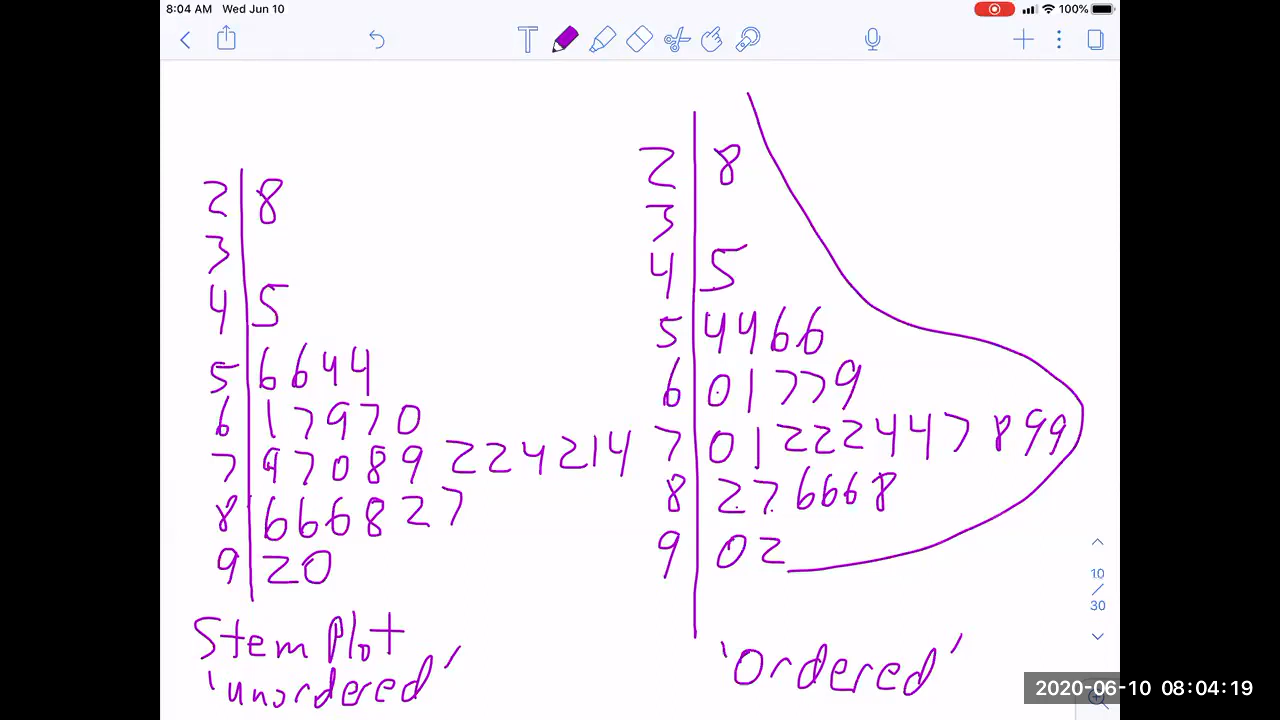 8:04 AM Wed Jun 10
100%
T
2 | 8
3 |
4 | 5
5 | 6 6 4 4
6 | 1 7 9 7 0
7 | 9 7 0 8 9 2 2 4 2 1 4
8 | 6 6 6 8 2 7
9 | 2 0
Stem Plot
'unordered'
2 | 8
3 |
4 | 5
5 | 4 4 6 6
6 | 0 1 7 7 9
7 | 0 1 2 2 2 4 4 7 8 9 9
8 | 2 7 6 6 6 8
9 | 0 2
'Ordered'
10
/
30
2020-06-10 08:04:19